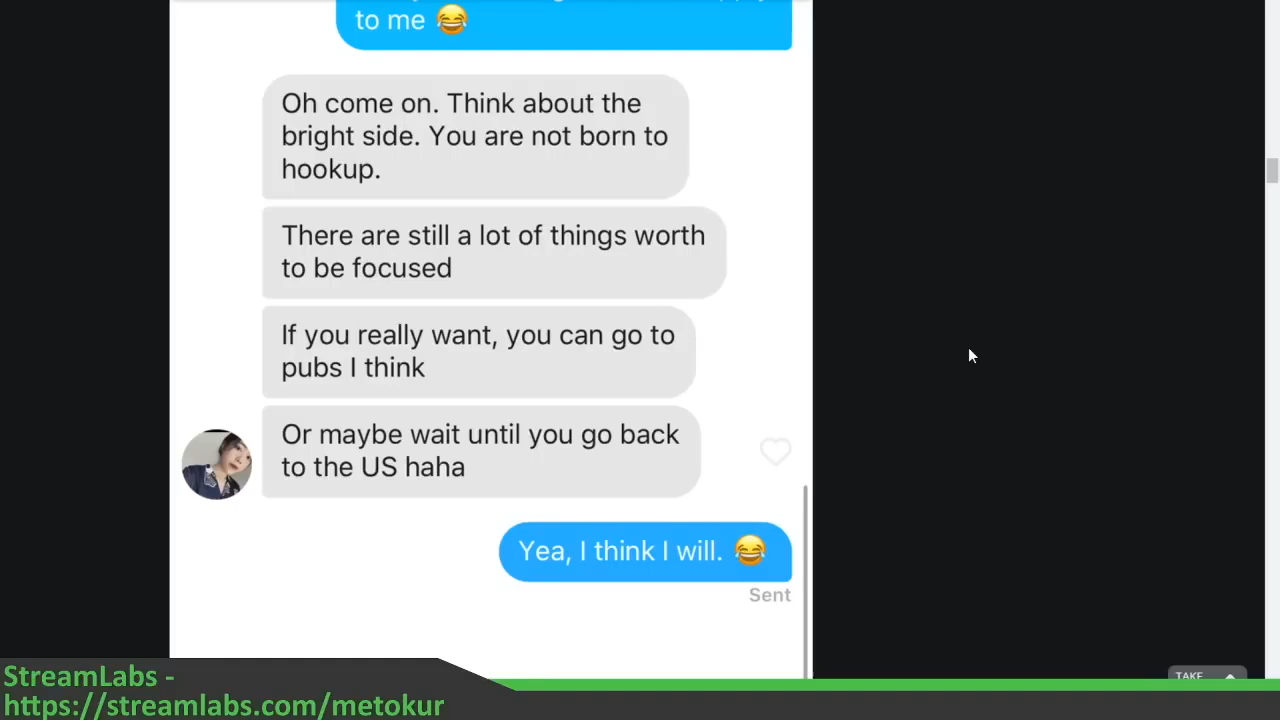 to me 😂
Oh come on. Think about the
bright side. You are not born to
hookup.
There are still a lot of things worth
to be focused
If you really want, you can go to
pubs I think
Or maybe wait until you go back
to the US haha
Yea, I think I will. 😂
Sent
TAKE
StreamLabs -
https://streamlabs.com/metokur